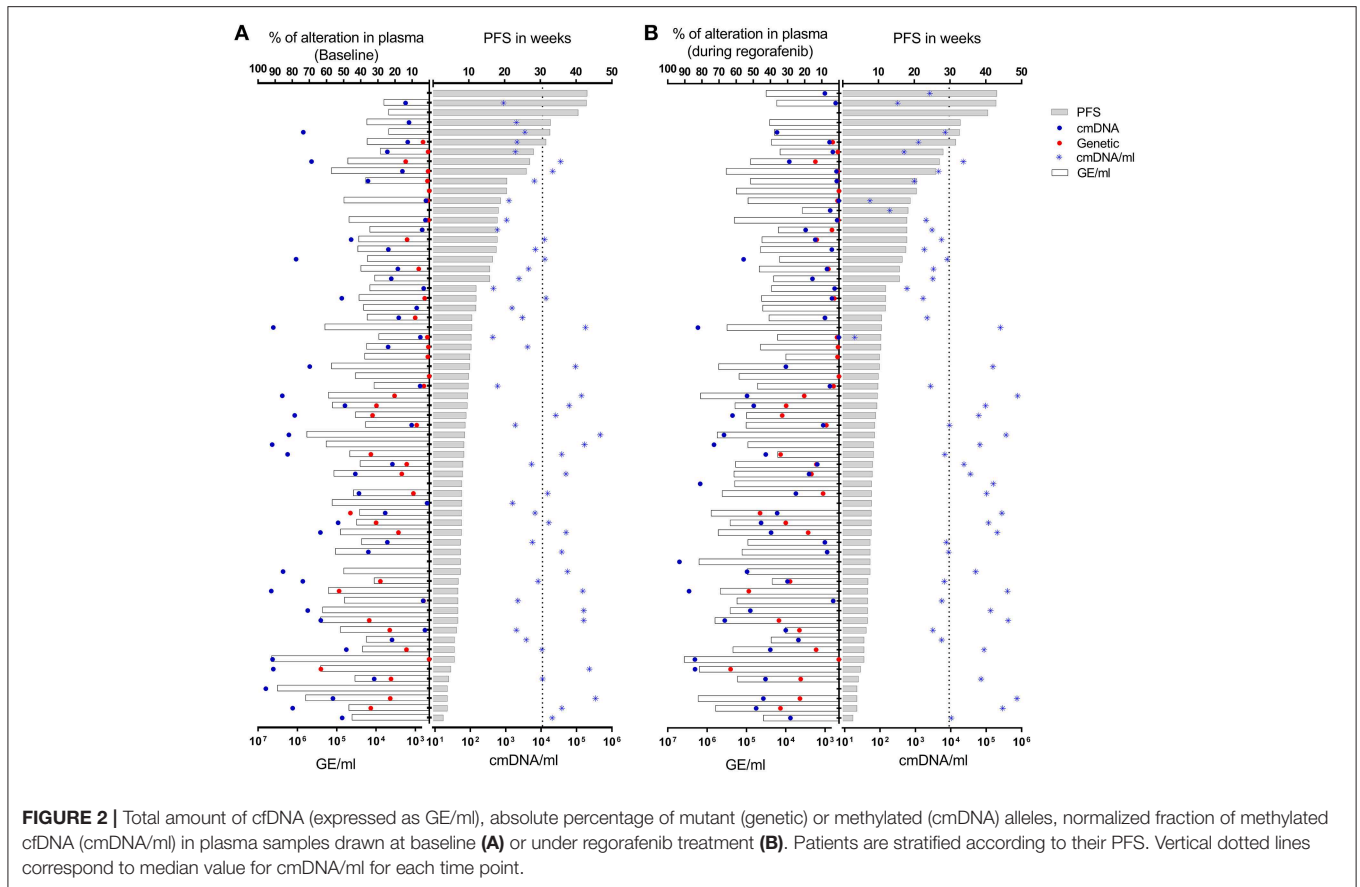 A
% of alteration in plasma
(Baseline)
PFS in weeks
100 90 80 70 60 50 40 30 20 10
10 20 30 40 50
10⁷ 10⁶ 10⁵ 10⁴ 10³
10¹ 10² 10³ 10⁴ 10⁵ 10⁶
GE/ml
cmDNA/ml
B
% of alteration in plasma
(during regorafenib)
PFS in weeks
100 90 80 70 60 50 40 30 20 10
10 20 30 40 50
10⁷ 10⁶ 10⁵ 10⁴ 10³
10¹ 10² 10³ 10⁴ 10⁵ 10⁶
GE/ml
cmDNA/ml
PFS
cmDNA
Genetic
cmDNA/ml
GE/ml
FIGURE 2 | Total amount of cfDNA (expressed as GE/ml), absolute percentage of mutant (genetic) or methylated (cmDNA) alleles, normalized fraction of methylated
cfDNA (cmDNA/ml) in plasma samples drawn at baseline (A) or under regorafenib treatment (B). Patients are stratified according to their PFS. Vertical dotted lines
correspond to median value for cmDNA/ml for each time point.